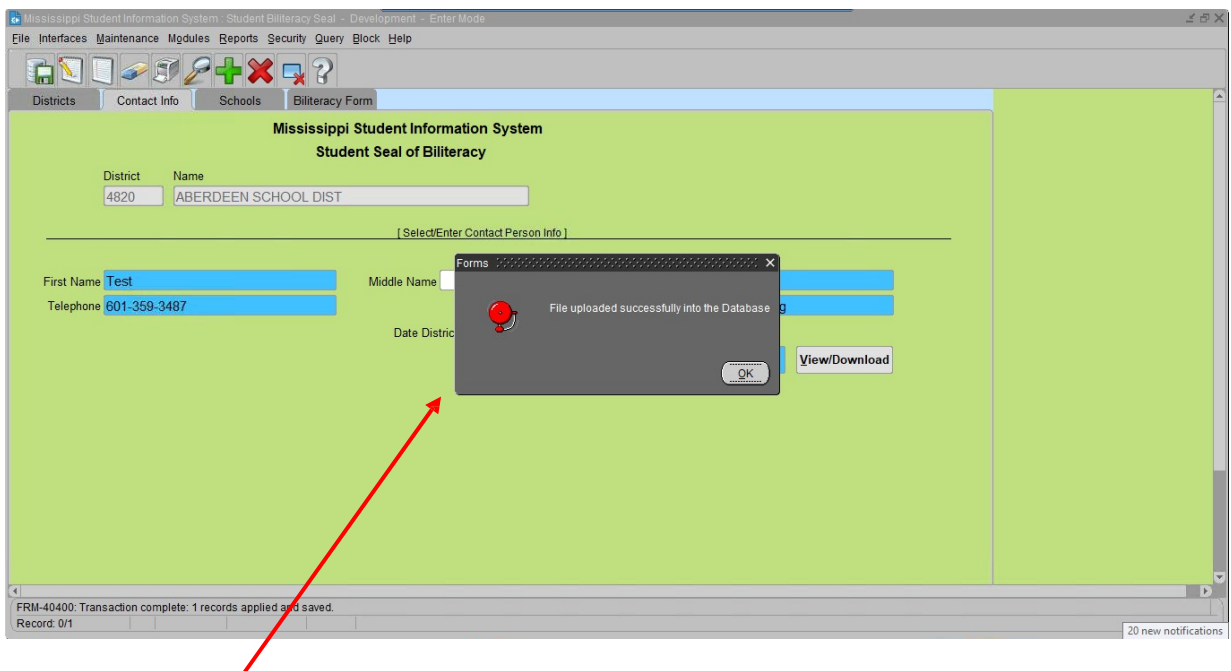 Mississippi Student Information System : Student Biliteracy Seal - Development - Enter Mode
File Interfaces Maintenance Modules Reports Security Query Block Help
Districts Contact Info Schools Biliteracy Form
Mississippi Student Information System
Student Seal of Biliteracy
District Name
4820 ABERDEEN SCHOOL DIST
[ Select/Enter Contact Person Info ]
Forms
First Name Test Middle Name
File uploaded successfully into the Database
Telephone 601-359-3487
Date Distric
View/Download
OK
FRM-40400: Transaction complete: 1 records applied and saved.
Record: 0/1
20 new notifications